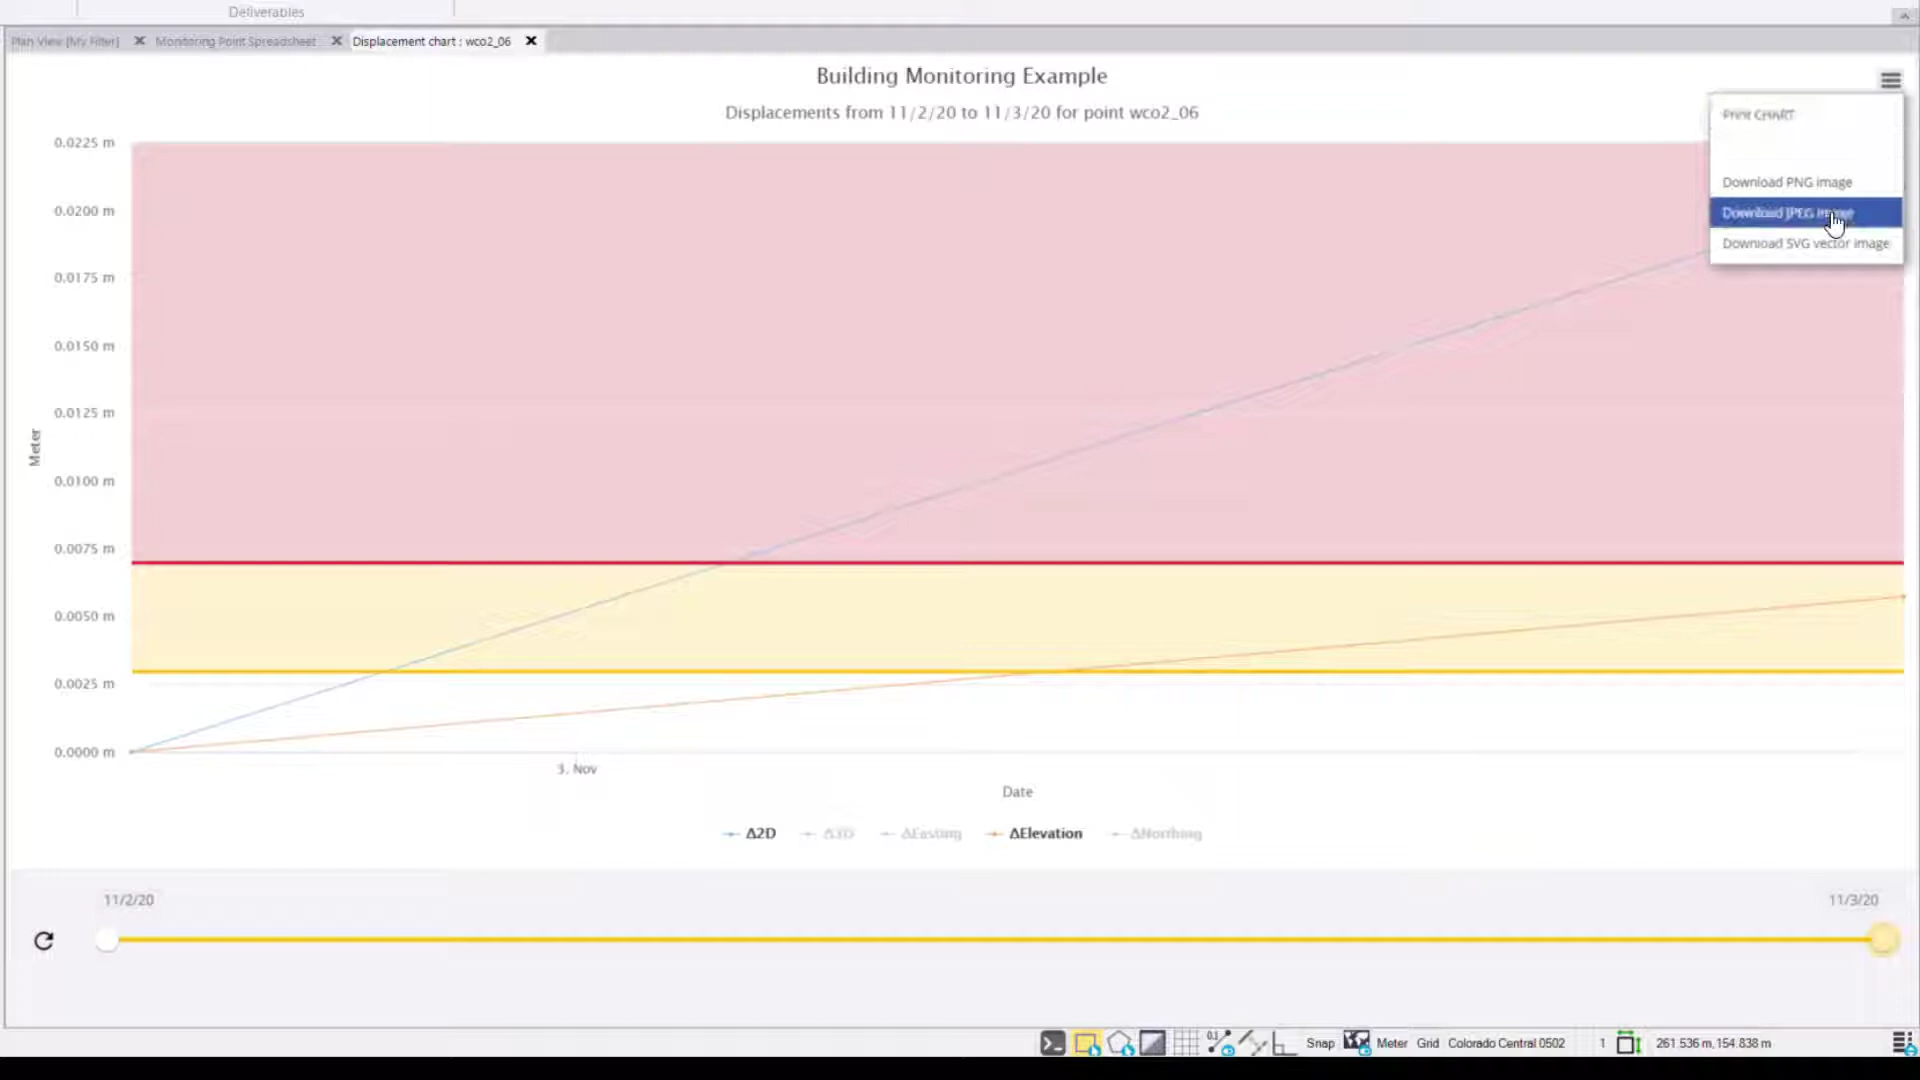 Deliverables
Plan View [My Filter]
Monitoring Point Spreadsheet
Displacement chart : wco2_06
Building Monitoring Example
Displacements from 11/2/20 to 11/3/20 for point wco2_06
Print CHART
Download PNG image
Download JPEG image
Download SVG vector image
0.0225 m
0.0200 m
0.0175 m
0.0150 m
0.0125 m
0.0100 m
0.0075 m
0.0050 m
0.0025 m
0.0000 m
Meter
3. Nov
Date
Δ2D Δ3D ΔEasting ΔElevation ΔNorthing
11/2/20
11/3/20
Snap Meter Grid Colorado Central 0502 1 261.536 m,154.838 m